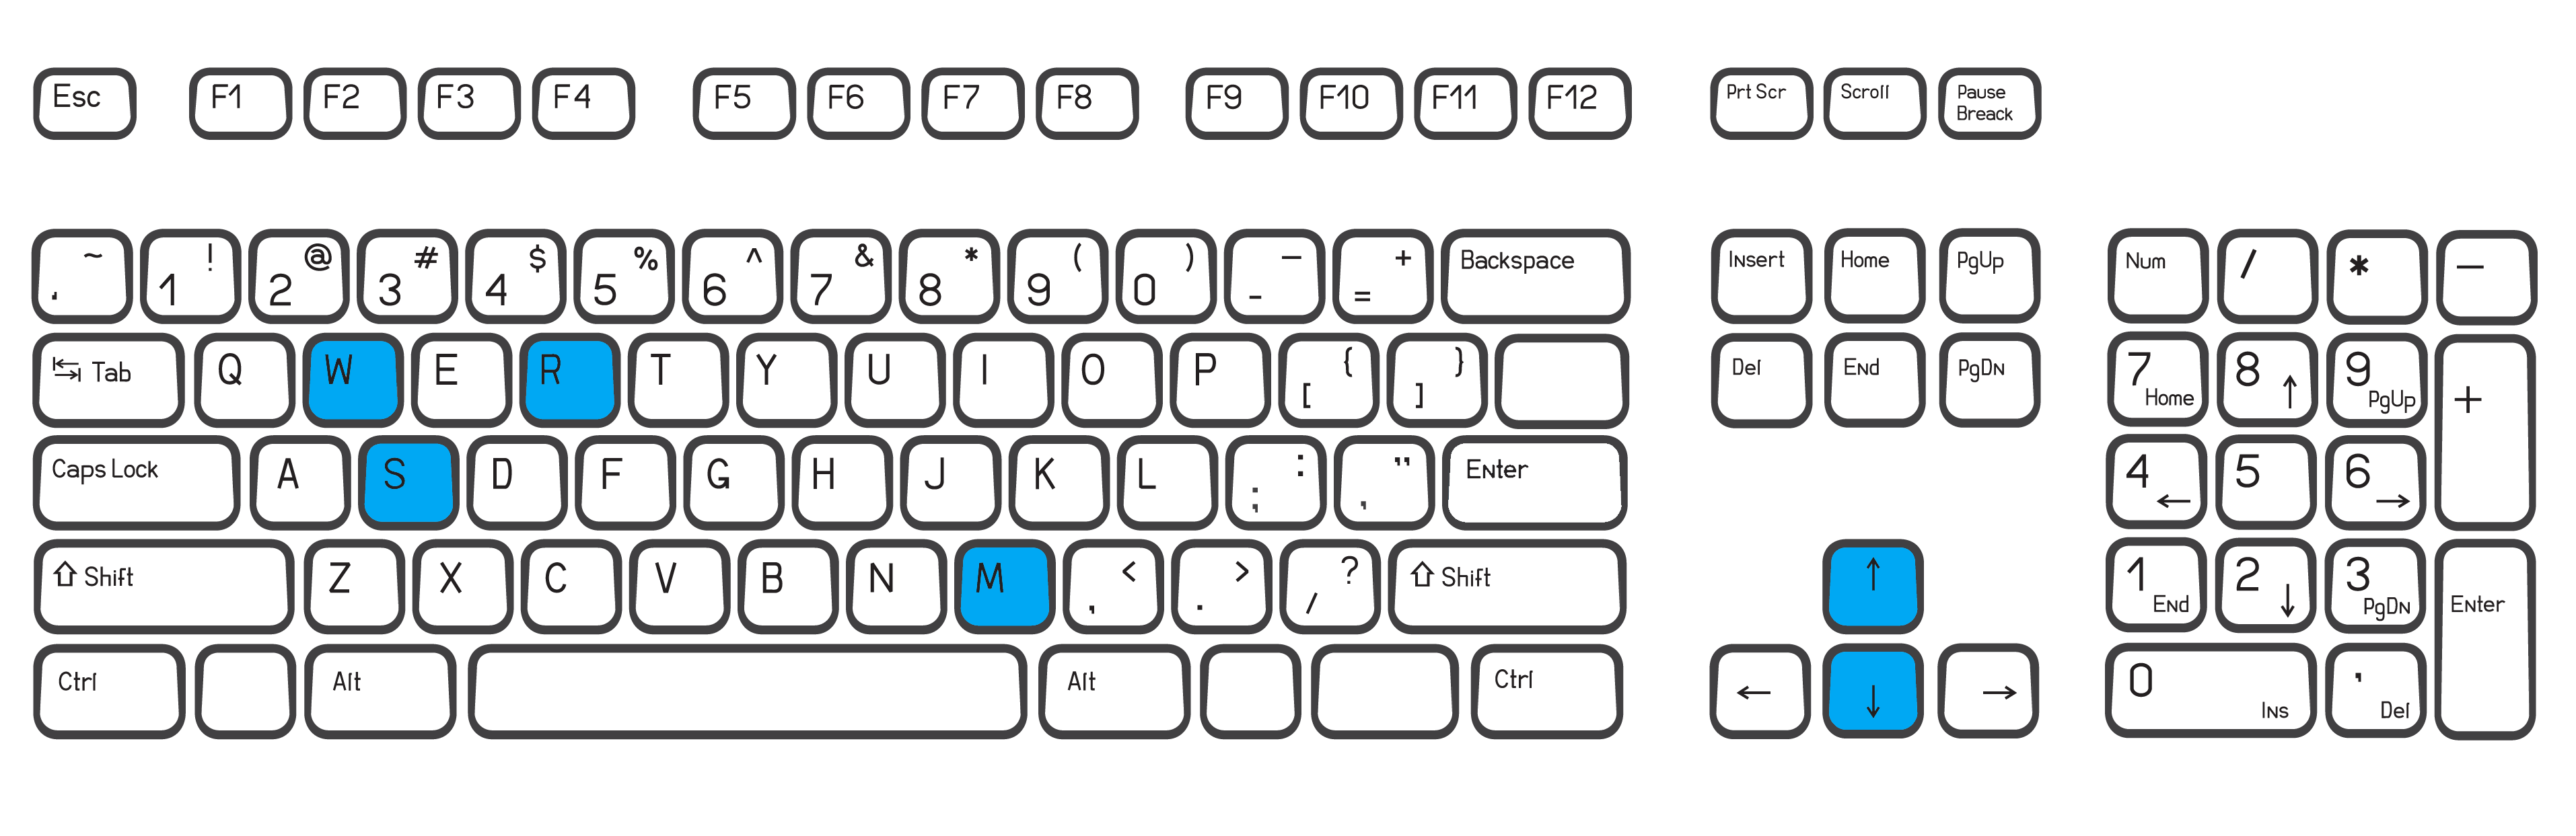 Esc F1 F2 F3 F4 F5 F6 F7 F8 F9 F10 F11 F12 Prt Scr Scroll Pause
Breack
~ ! @ # $ % ^ & * ( ) — +
' 1 2 3 4 5 6 7 8 9 0 - = Backspace Insert Home PgUp Num / * —
Tab Q W E R T Y U I O P [ { ] } Del End PgDn 7 Home 8 ↑ 9 PgUp +
Caps Lock A S D F G H J K L ; : , " Enter 4 ← 5 6 →
⇧ Shift Z X C V B N M , < . > / ? ⇧ Shift ↑ 1 End 2 ↓ 3 PgDn Enter
Ctrl Alt Alt Ctrl ← ↓ → 0 Ins ' Del